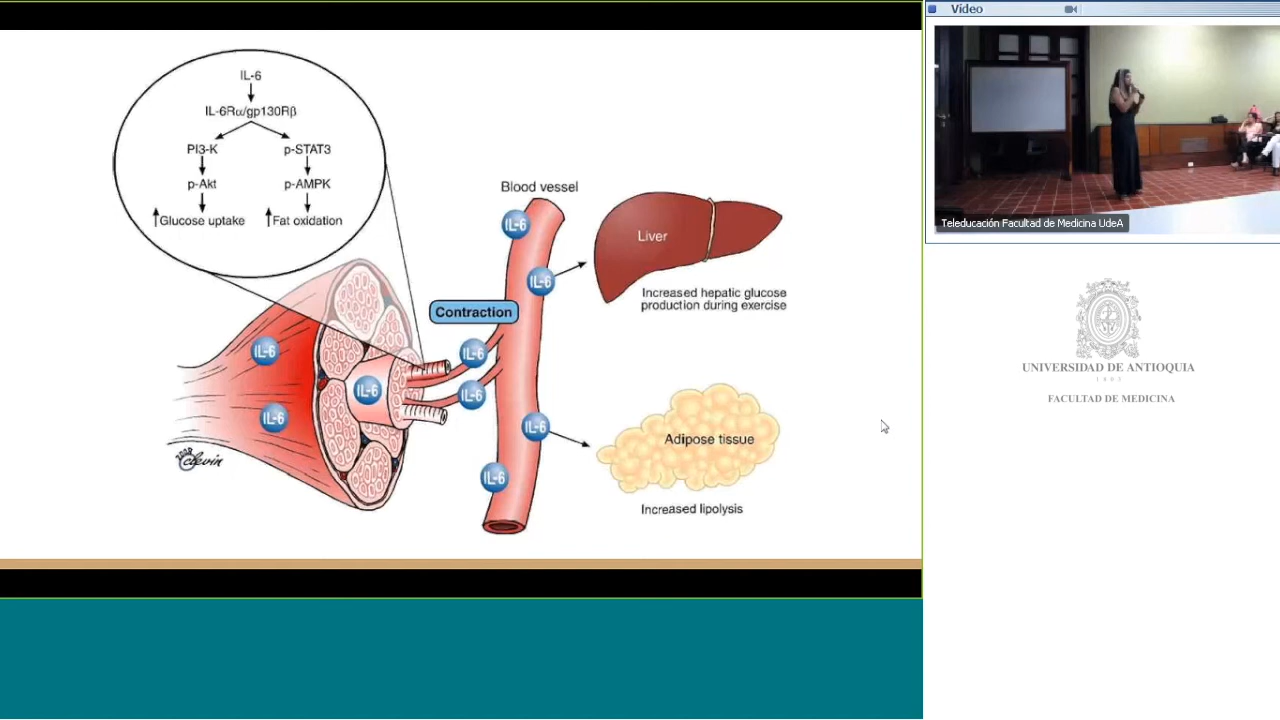 IL-6
IL-6Rα/gp130Rβ
PI3-K
p-STAT3
p-Akt
p-AMPK
↑Glucose uptake
↑Fat oxidation
Blood vessel
IL-6
IL-6
Liver
Increased hepatic glucose
production during exercise
Contraction
IL-6
IL-6
IL-6
IL-6
IL-6
IL-6
Adipose tissue
IL-6
Increased lipolysis
Vídeo
Teleducación Facultad de Medicina UdeA
UNIVERSIDAD DE ANTIOQUIA
1803
FACULTAD DE MEDICINA